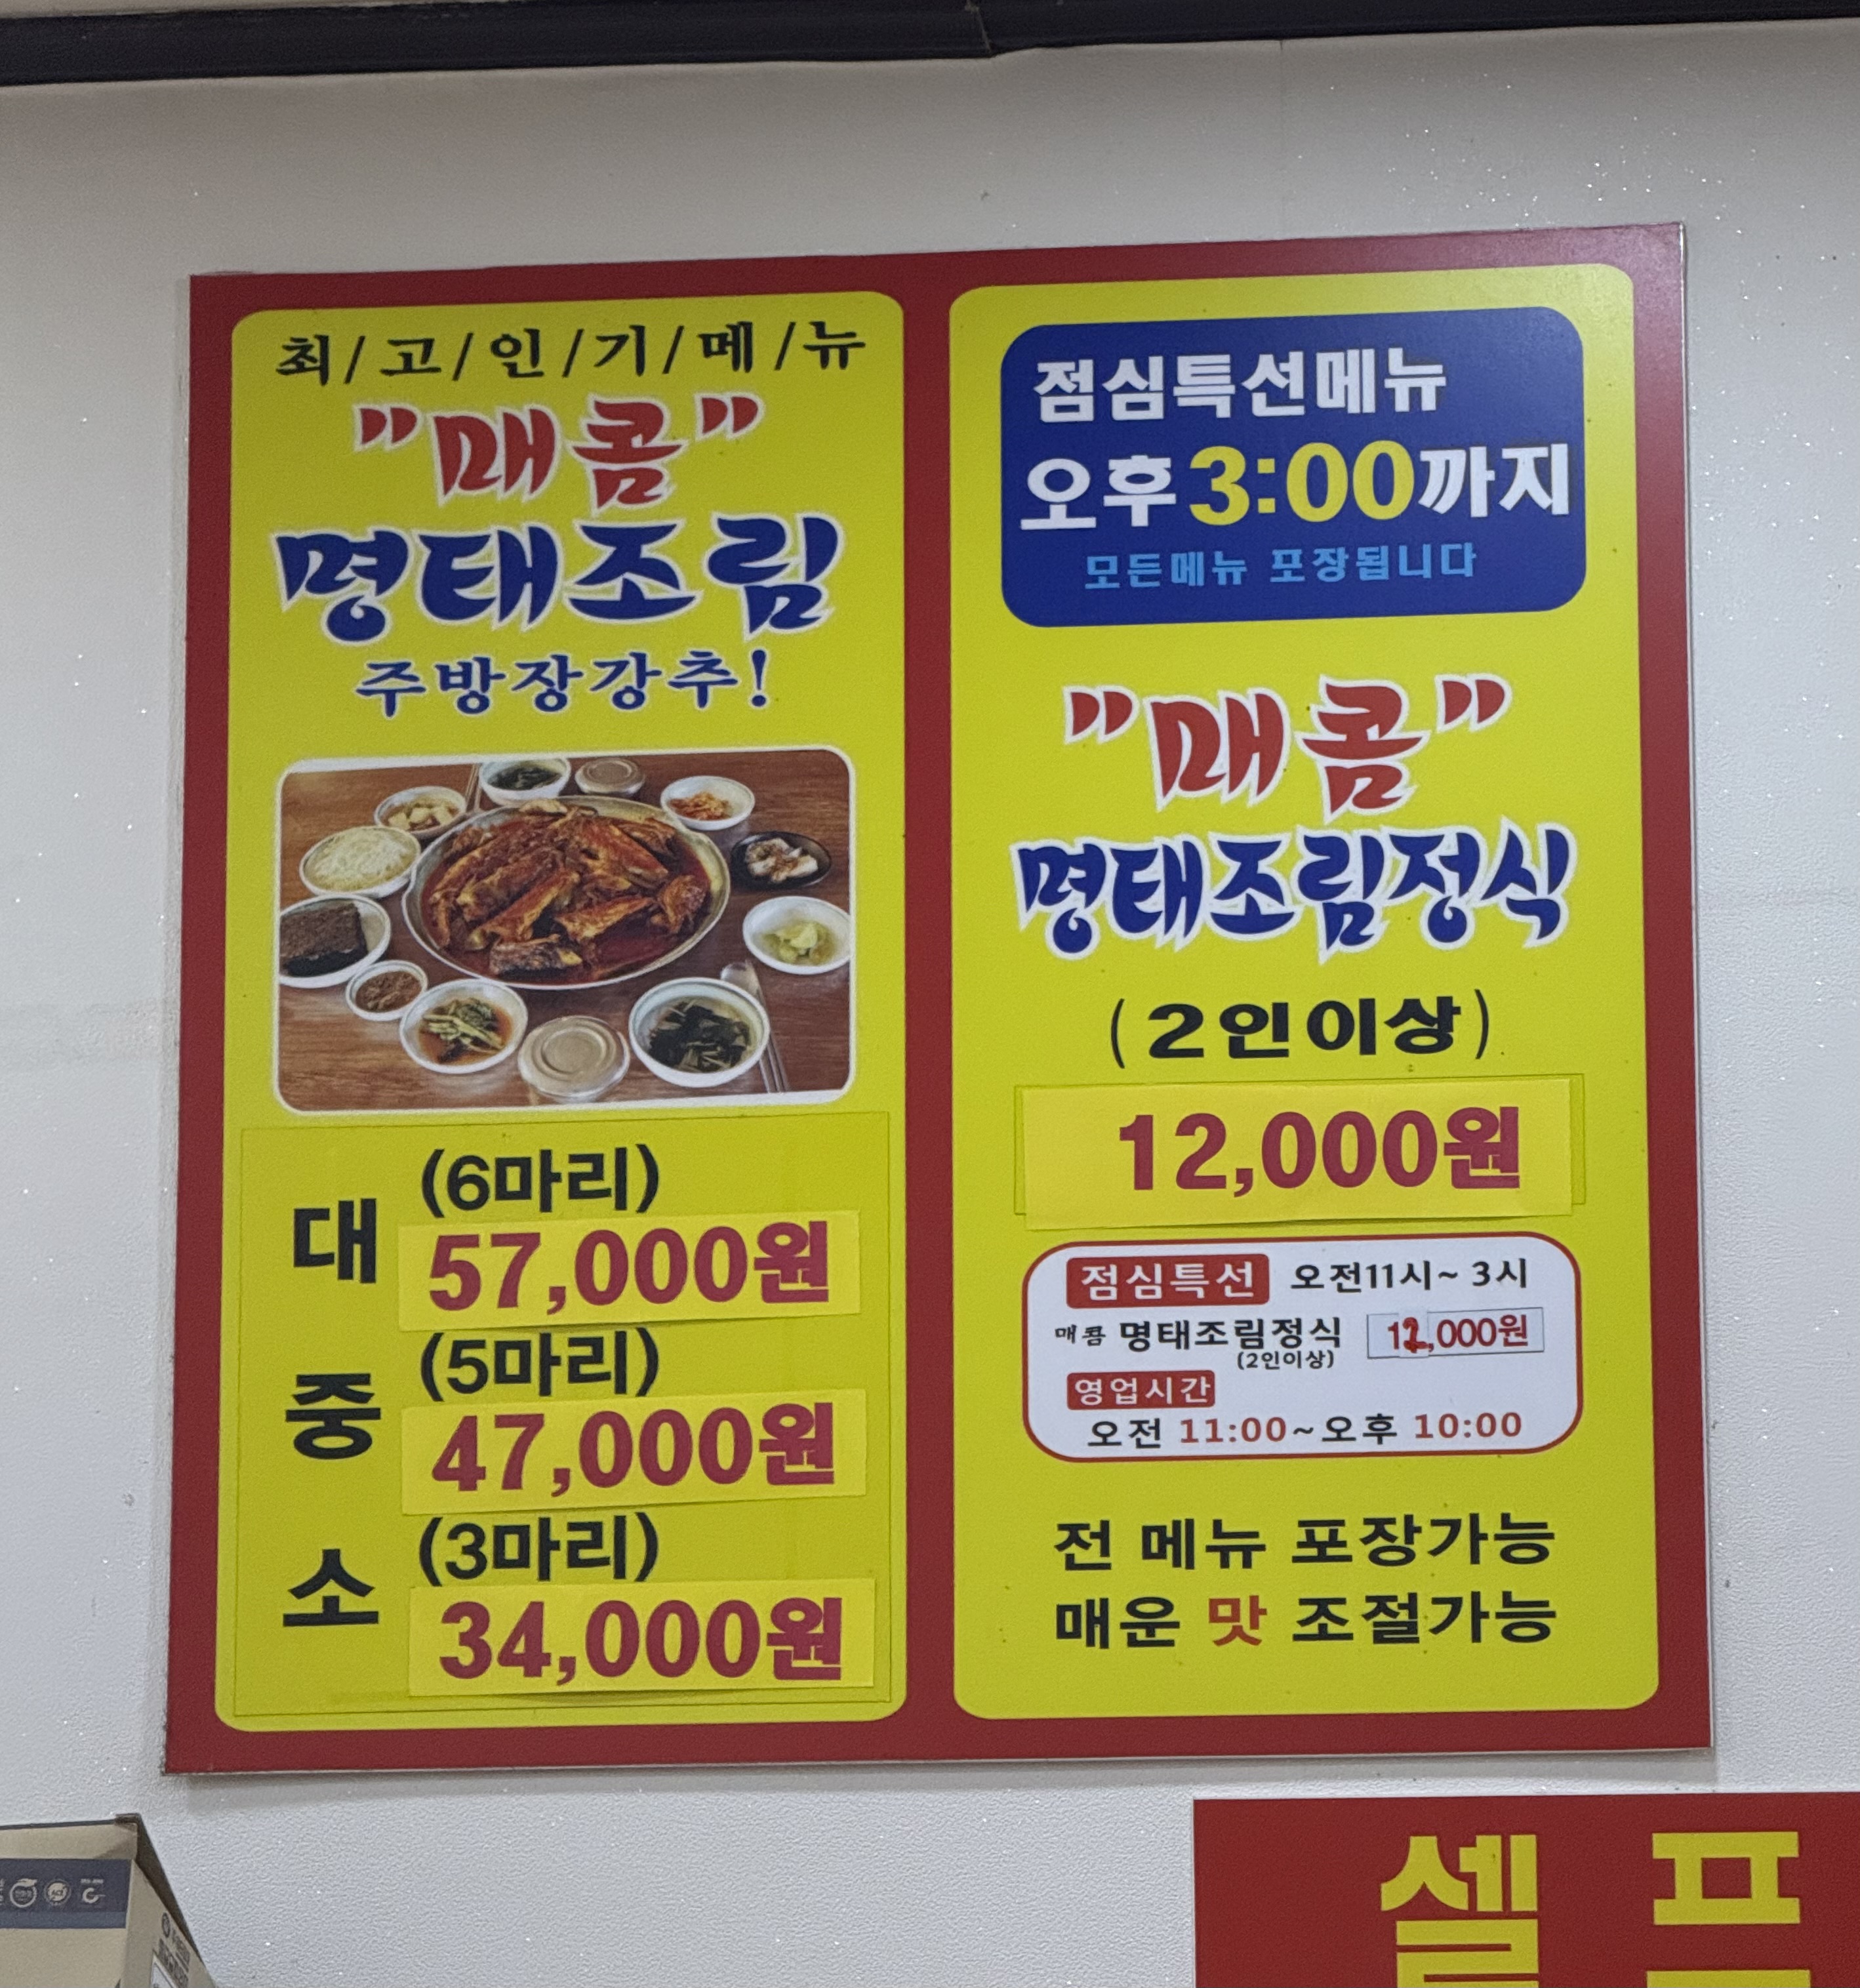 최/고/인/기/메/뉴
"매콤"
명태조림
주방장강추!
대 (6마리)
57,000원
중 (5마리)
47,000원
소 (3마리)
34,000원
점심특선메뉴
오후3:00까지
모든메뉴 포장됩니다
"매콤"
명태조림정식
(2인이상)
12,000원
점심특선 오전11시~3시
매콤 명태조림정식 12,000원
(2인이상)
영업시간
오전 11:00~오후 10:00
전 메뉴 포장가능
매운 맛 조절가능
셀프